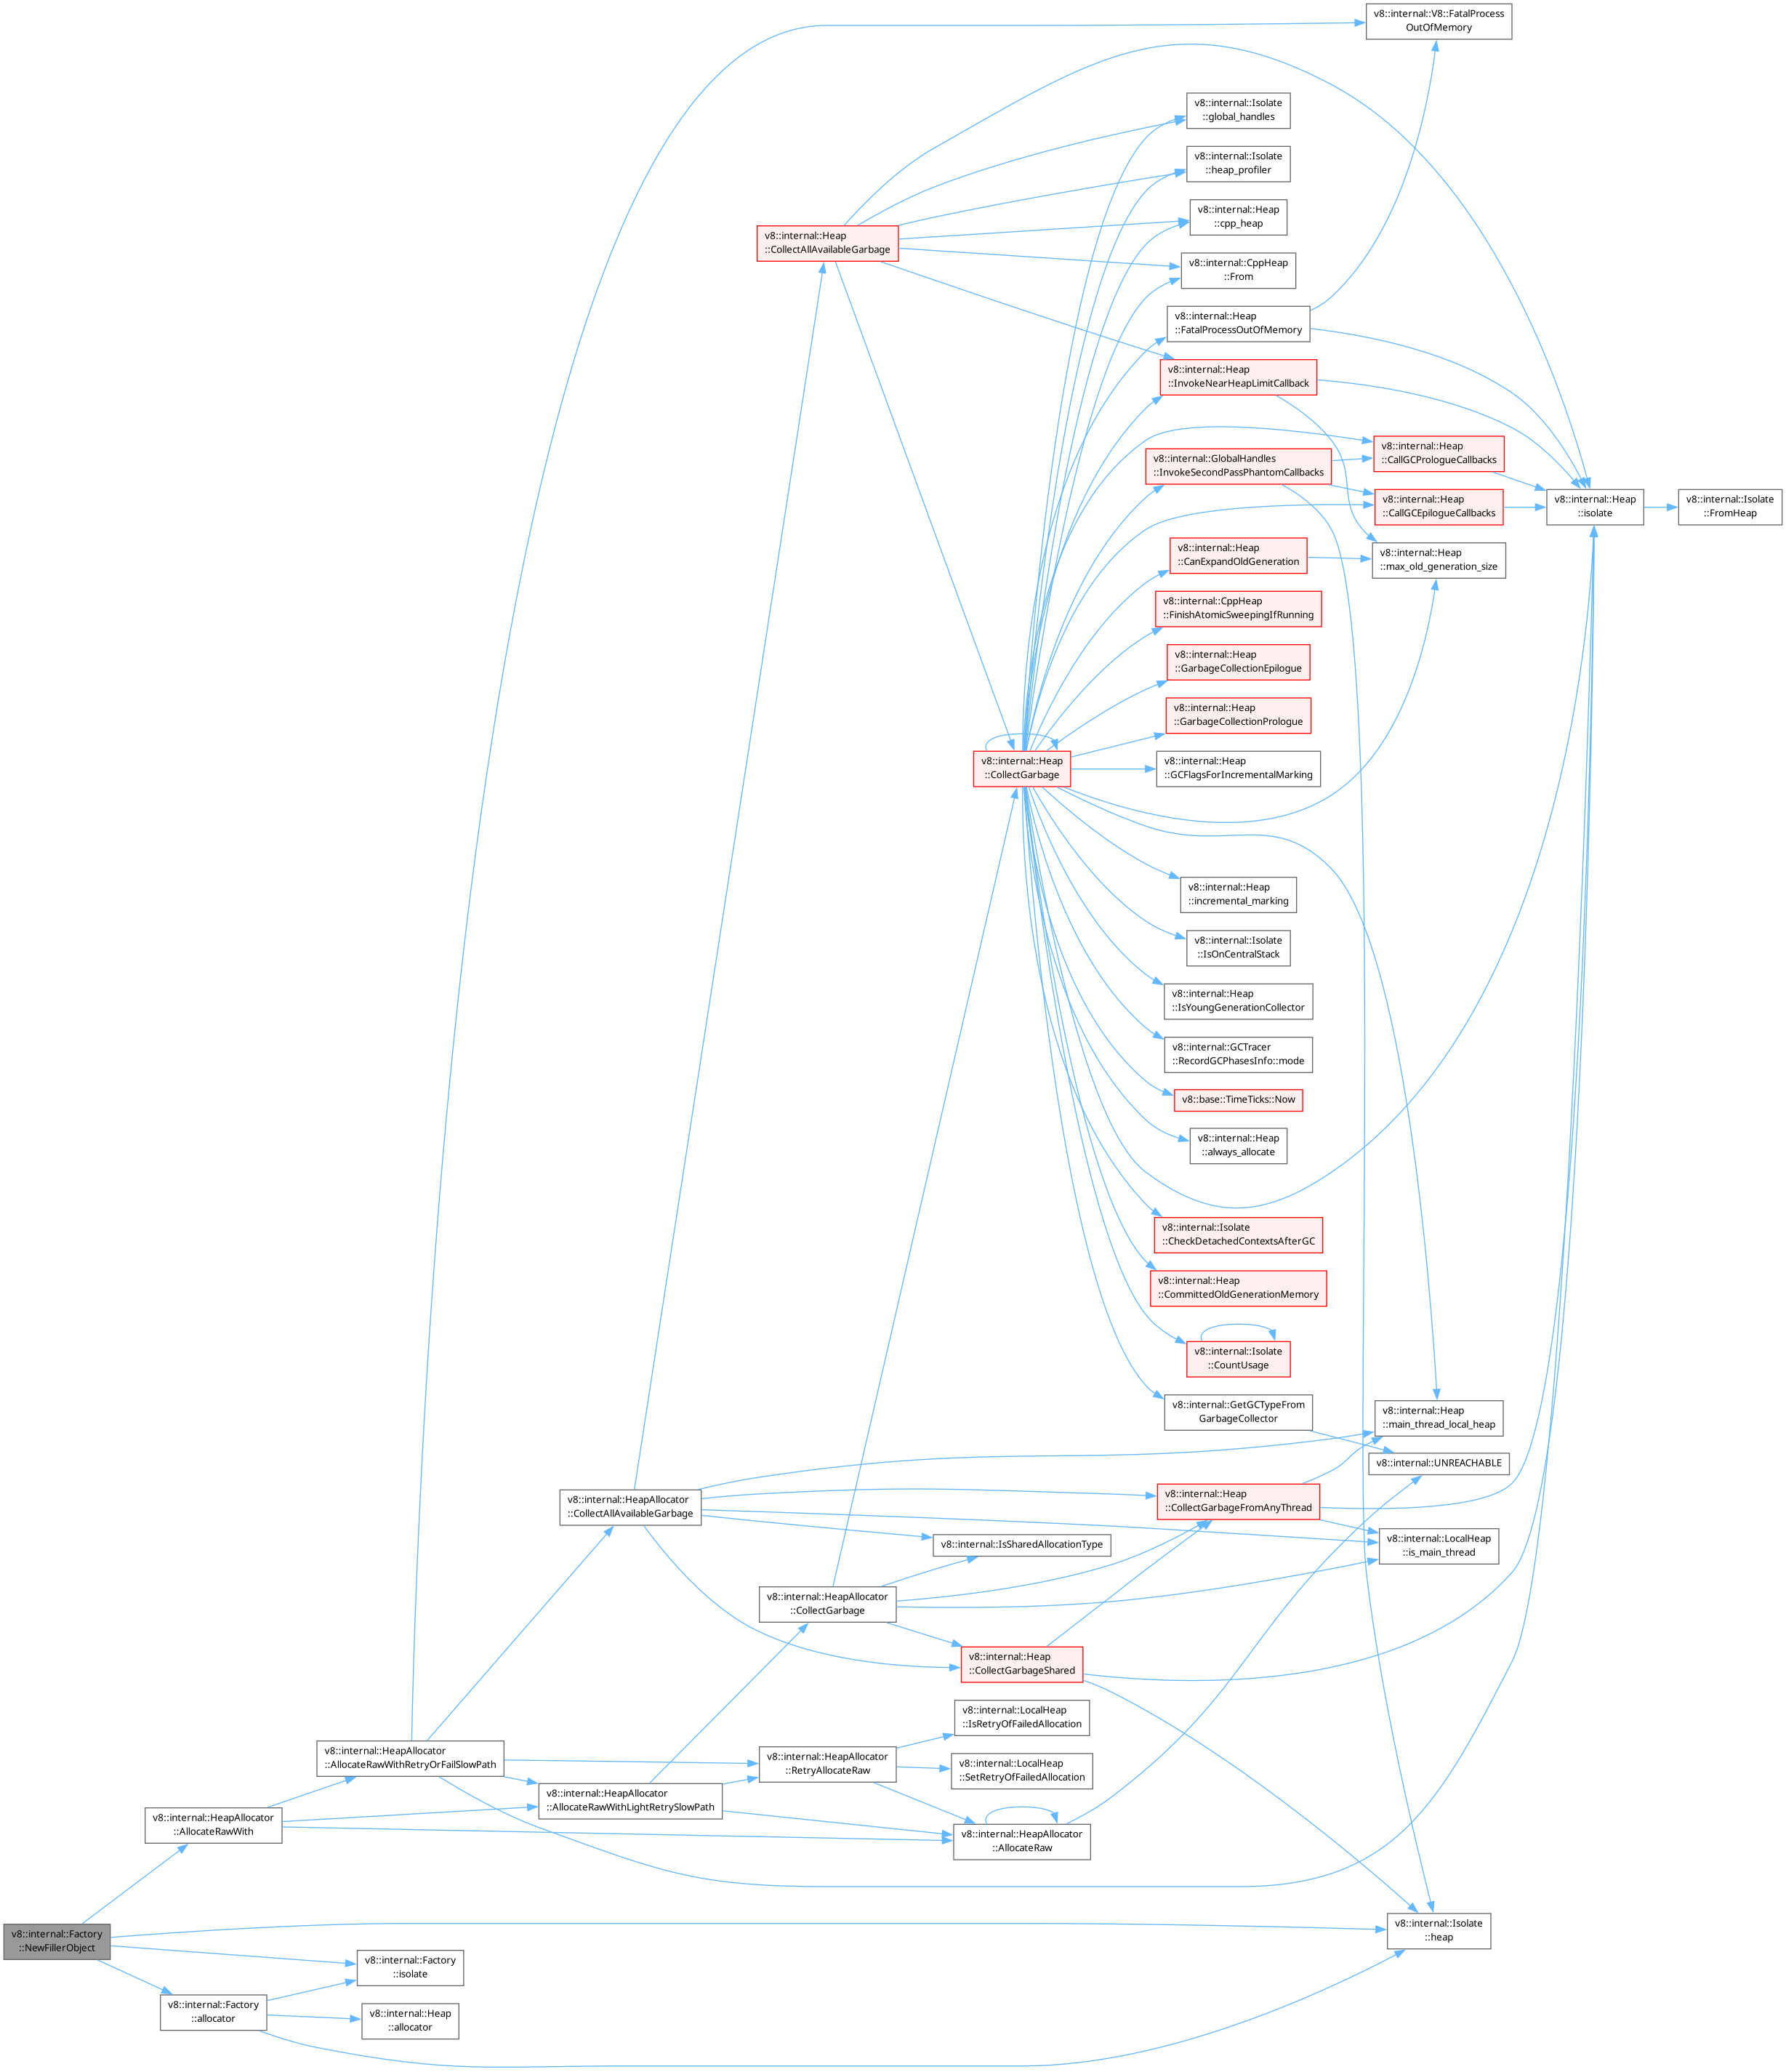 v8::internal::V8::FatalProcess
OutOfMemory
v8::internal::Isolate
::global_handles
v8::internal::Isolate
::heap_profiler
v8::internal::Heap
::cpp_heap
v8::internal::Heap
::CollectAllAvailableGarbage
v8::internal::CppHeap
::From
v8::internal::Heap
::FatalProcessOutOfMemory
v8::internal::Heap
::InvokeNearHeapLimitCallback
v8::internal::Heap
::CallGCPrologueCallbacks
v8::internal::GlobalHandles
::InvokeSecondPassPhantomCallbacks
v8::internal::Heap
::CallGCEpilogueCallbacks
v8::internal::Heap
::isolate
v8::internal::Isolate
::FromHeap
v8::internal::Heap
::CanExpandOldGeneration
v8::internal::Heap
::max_old_generation_size
v8::internal::CppHeap
::FinishAtomicSweepingIfRunning
v8::internal::Heap
::GarbageCollectionEpilogue
v8::internal::Heap
::GarbageCollectionPrologue
v8::internal::Heap
::CollectGarbage
v8::internal::Heap
::GCFlagsForIncrementalMarking
v8::internal::Heap
::incremental_marking
v8::internal::Isolate
::IsOnCentralStack
v8::internal::Heap
::IsYoungGenerationCollector
v8::internal::GCTracer
::RecordGCPhasesInfo::mode
v8::base::TimeTicks::Now
v8::internal::Heap
::always_allocate
v8::internal::Isolate
::CheckDetachedContextsAfterGC
v8::internal::Heap
::CommittedOldGenerationMemory
v8::internal::Isolate
::CountUsage
v8::internal::GetGCTypeFrom
GarbageCollector
v8::internal::Heap
::main_thread_local_heap
v8::internal::UNREACHABLE
v8::internal::HeapAllocator
::CollectAllAvailableGarbage
v8::internal::Heap
::CollectGarbageFromAnyThread
v8::internal::IsSharedAllocationType
v8::internal::LocalHeap
::is_main_thread
v8::internal::HeapAllocator
::CollectGarbage
v8::internal::Heap
::CollectGarbageShared
v8::internal::LocalHeap
::IsRetryOfFailedAllocation
v8::internal::HeapAllocator
::AllocateRawWithRetryOrFailSlowPath
v8::internal::HeapAllocator
::RetryAllocateRaw
v8::internal::LocalHeap
::SetRetryOfFailedAllocation
v8::internal::HeapAllocator
::AllocateRawWithLightRetrySlowPath
v8::internal::HeapAllocator
::AllocateRawWith
v8::internal::HeapAllocator
::AllocateRaw
v8::internal::Factory
::NewFillerObject
v8::internal::Isolate
::heap
v8::internal::Factory
::isolate
v8::internal::Factory
::allocator
v8::internal::Heap
::allocator